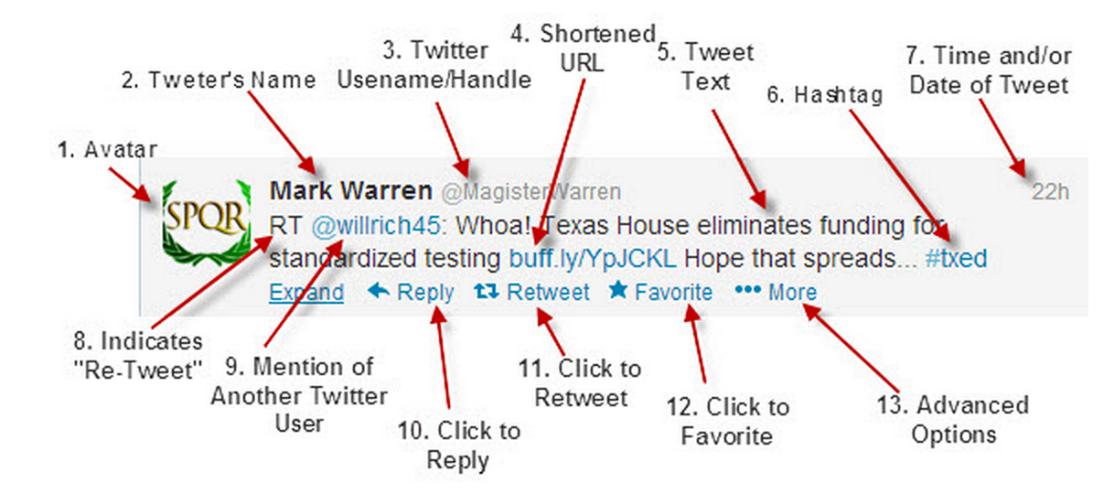 4. Shortened
URL
3. Twitter
Usename/Handle
5. Tweet
Text
7. Time and/or
Date of Tweet
2. Tweter's Name
6. Hashtag
1. Avatar
SPQR
Mark Warren @MagisterWarren 22h
RT @willrich45: Whoa! Texas House eliminates funding for
standardized testing buff.ly/YpJCKL Hope that spreads... #txed
Expand Reply Retweet Favorite More
8. Indicates
"Re-Tweet"
9. Mention of
Another Twitter
User
10. Click to
Reply
11. Click to
Retweet
12. Click to
Favorite
13. Advanced
Options